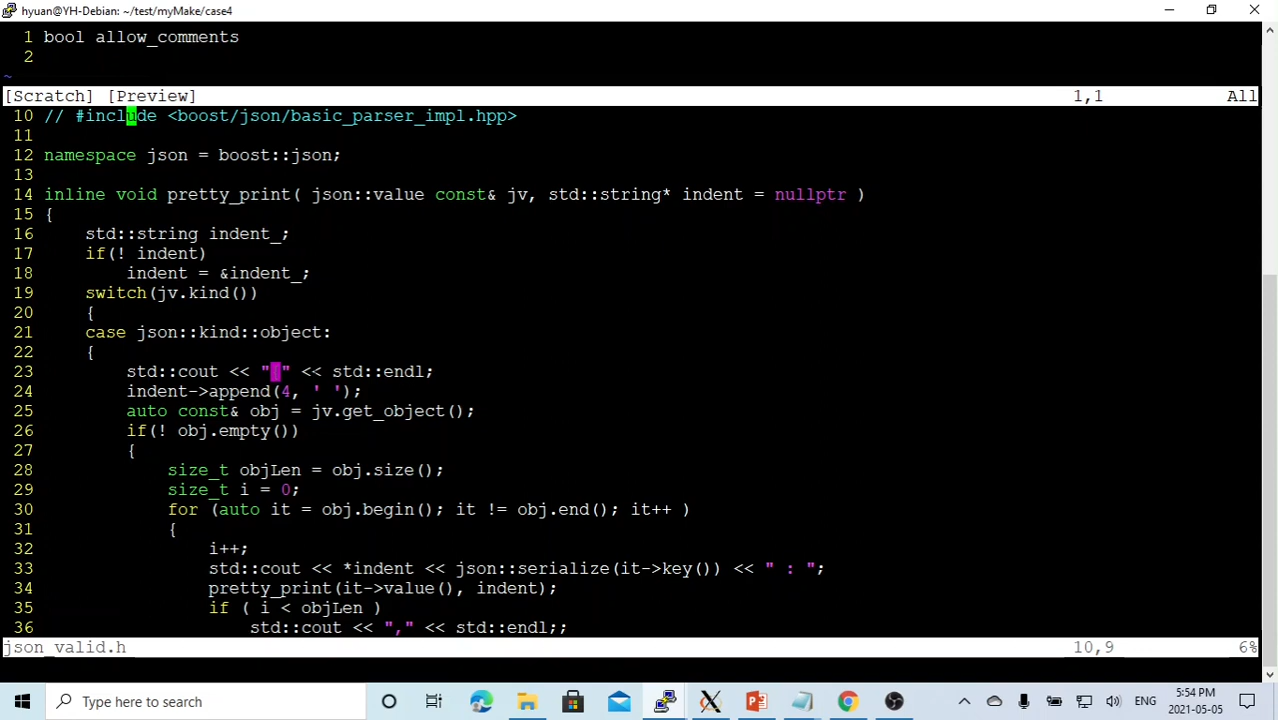 hyuan@YH-Debian: ~/test/myMake/case4
1 bool allow_comments
2
~
[Scratch] [Preview] 1,1 All
10 // #include <boost/json/basic_parser_impl.hpp>
11
12 namespace json = boost::json;
13
14 inline void pretty_print( json::value const& jv, std::string* indent = nullptr )
15 {
16     std::string indent_;
17     if(! indent)
18         indent = &indent_;
19     switch(jv.kind())
20     {
21     case json::kind::object:
22     {
23         std::cout << "{" << std::endl;
24         indent->append(4, ' ');
25         auto const& obj = jv.get_object();
26         if(! obj.empty())
27         {
28             size_t objLen = obj.size();
29             size_t i = 0;
30             for (auto it = obj.begin(); it != obj.end(); it++ )
31             {
32                 i++;
33                 std::cout << *indent << json::serialize(it->key()) << " : ";
34                 pretty_print(it->value(), indent);
35                 if ( i < objLen )
36                     std::cout << "," << std::endl;;
json_valid.h 10,9 6%
Type here to search
ENG
5:54 PM
2021-05-05